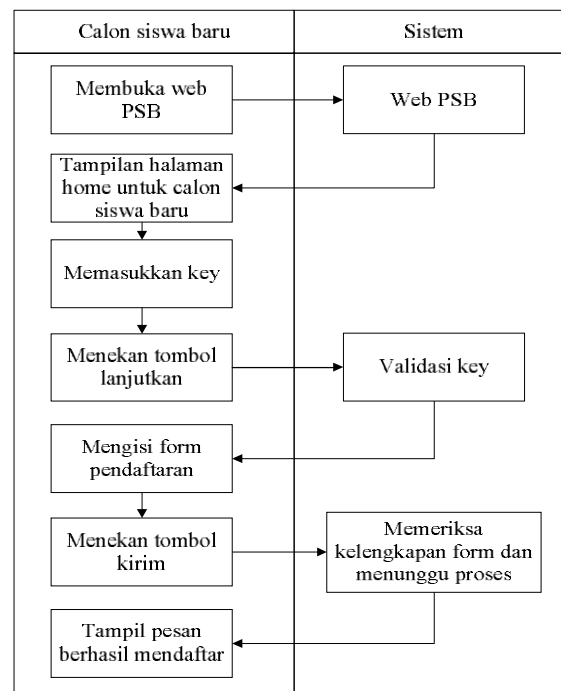 Calon siswa baru
Sistem
Membuka web
PSB
Web PSB
Tampilan halaman
home untuk calon
siswa baru
Memasukkan key
Menekan tombol
lanjutkan
Validasi key
Mengisi form
pendaftaran
Menekan tombol
kirim
Memeriksa
kelengkapan form dan
menunggu proses
Tampil pesan
berhasil mendaftar